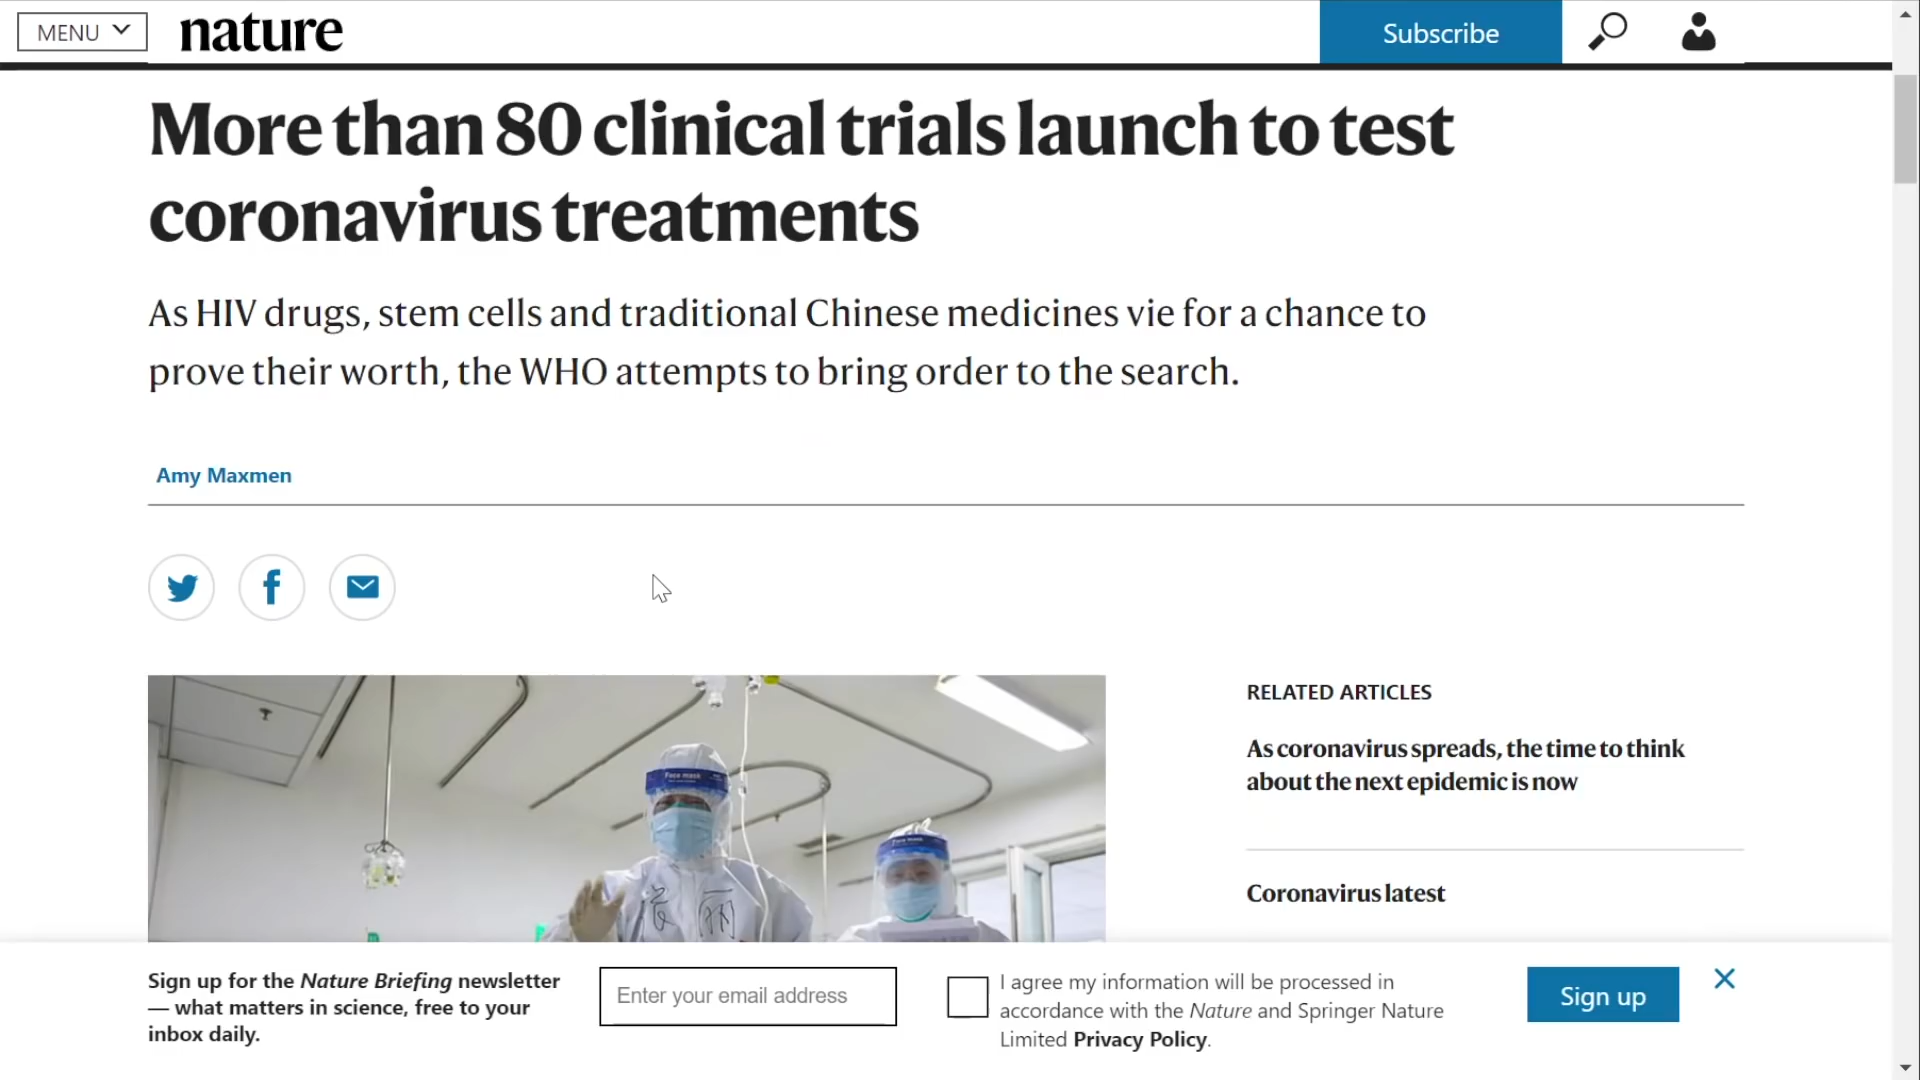 MENU
nature
Subscribe
More than 80 clinical trials launch to test
coronavirus treatments
As HIV drugs, stem cells and traditional Chinese medicines vie for a chance to
prove their worth, the WHO attempts to bring order to the search.
Amy Maxmen
Face mask
Face mask
RELATED ARTICLES
As coronavirus spreads, the time to think
about the next epidemic is now
Coronavirus latest
Sign up for the Nature Briefing newsletter
— what matters in science, free to your
inbox daily.
Enter your email address
I agree my information will be processed in
accordance with the Nature and Springer Nature
Limited Privacy Policy.
Sign up